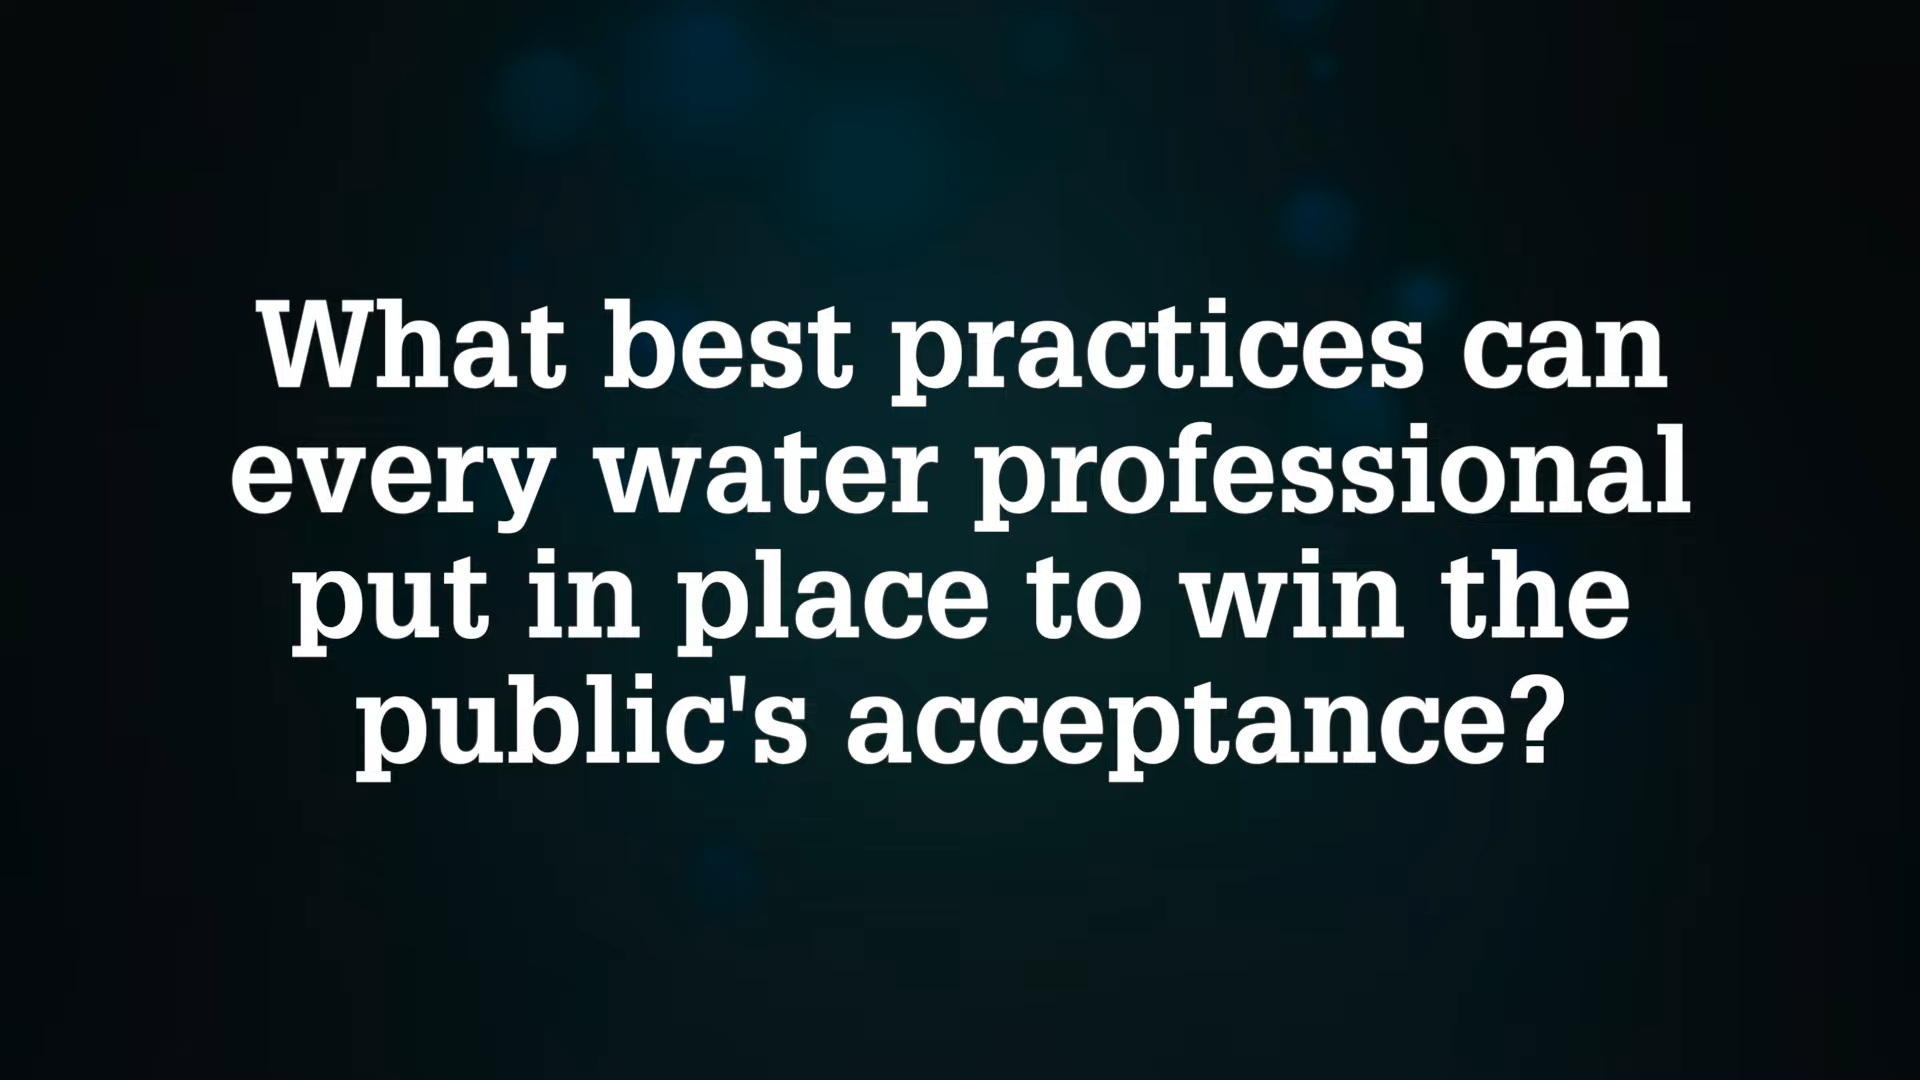 What best practices can
every water professional
put in place to win the
public's acceptance?